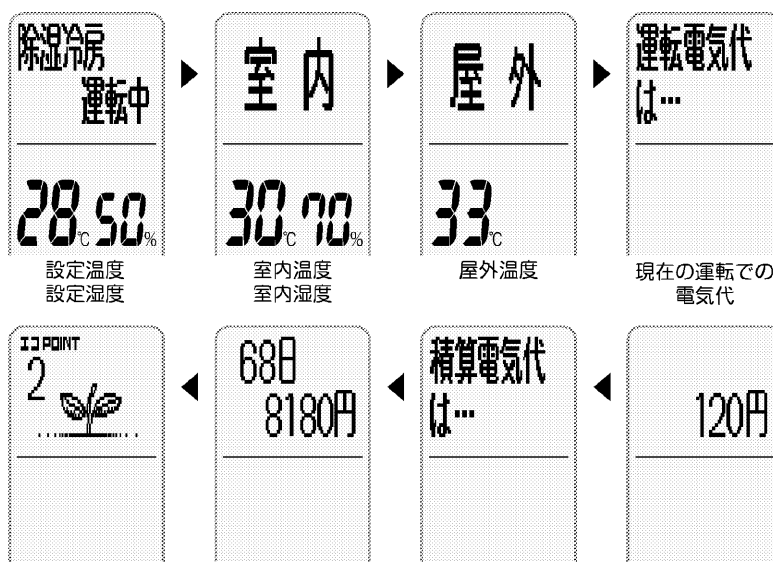 除湿冷房
運転中
28℃ 50%
設定温度
設定湿度
室内
30℃ 70%
室内温度
室内湿度
屋外
33℃
屋外温度
運転電気代
は…
現在の運転での
電気代
120円
積算電気代
は…
68日
8180円
エコPOINT
2